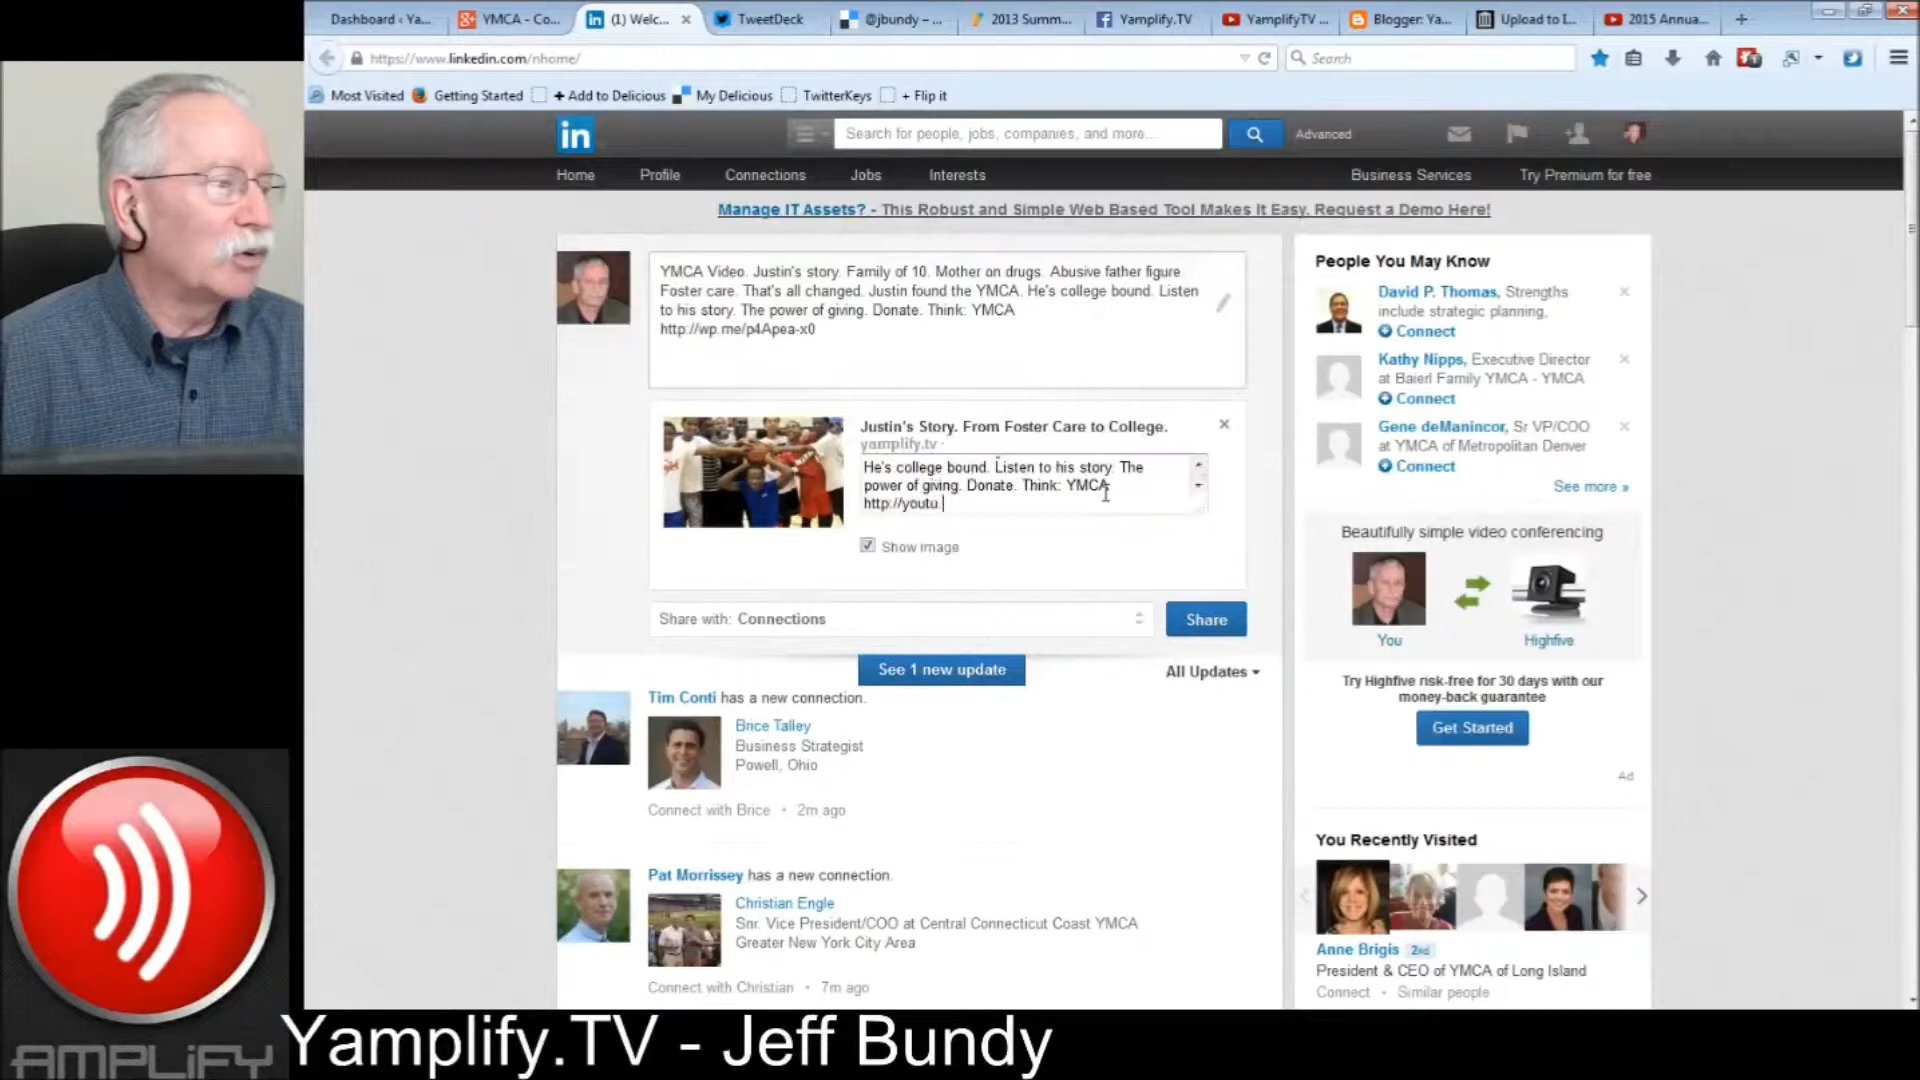 Dashboard ‹ Ya...
YMCA - Co...
(1) Welc...
TweetDeck
@jbundy – ...
2013 Summ...
Yamplify.TV
YamplifyTV ...
Blogger: Ya...
Upload to I...
2015 Annua...
https://www.linkedin.com/nhome/
Search
Most Visited
Getting Started
+ Add to Delicious
My Delicious
TwitterKeys
+ Flip it
in
Search for people, jobs, companies, and more...
Advanced
Home
Profile
Connections
Jobs
Interests
Business Services
Try Premium for free
Manage IT Assets? - This Robust and Simple Web Based Tool Makes It Easy. Request a Demo Here!
YMCA Video. Justin's story. Family of 10. Mother on drugs. Abusive father figure.
Foster care. That's all changed. Justin found the YMCA. He's college bound. Listen
to his story. The power of giving. Donate. Think: YMCA
http://wp.me/p4Apea-x0
Justin's Story. From Foster Care to College.
yamplify.tv ·
He's college bound. Listen to his story. The
power of giving. Donate. Think: YMCA
http://youtu.
Show image
Share with: Connections
Share
See 1 new update
All Updates
Tim Conti has a new connection.
Brice Talley
Business Strategist
Powell, Ohio
Connect with Brice • 2m ago
Pat Morrissey has a new connection.
Christian Engle
Snr. Vice President/COO at Central Connecticut Coast YMCA
Greater New York City Area
Connect with Christian • 7m ago
People You May Know
David P. Thomas, Strengths
include strategic planning,
Connect
Kathy Nipps, Executive Director
at Baierl Family YMCA - YMCA
Connect
Gene deManincor, Sr VP/COO
at YMCA of Metropolitan Denver
Connect
See more »
Beautifully simple video conferencing
You
Highfive
Try Highfive risk-free for 30 days with our
money-back guarantee
Get Started
Ad
You Recently Visited
Anne Brigis 2nd
President & CEO of YMCA of Long Island
Connect • Similar people
AMPLiFY
Yamplify.TV - Jeff Bundy